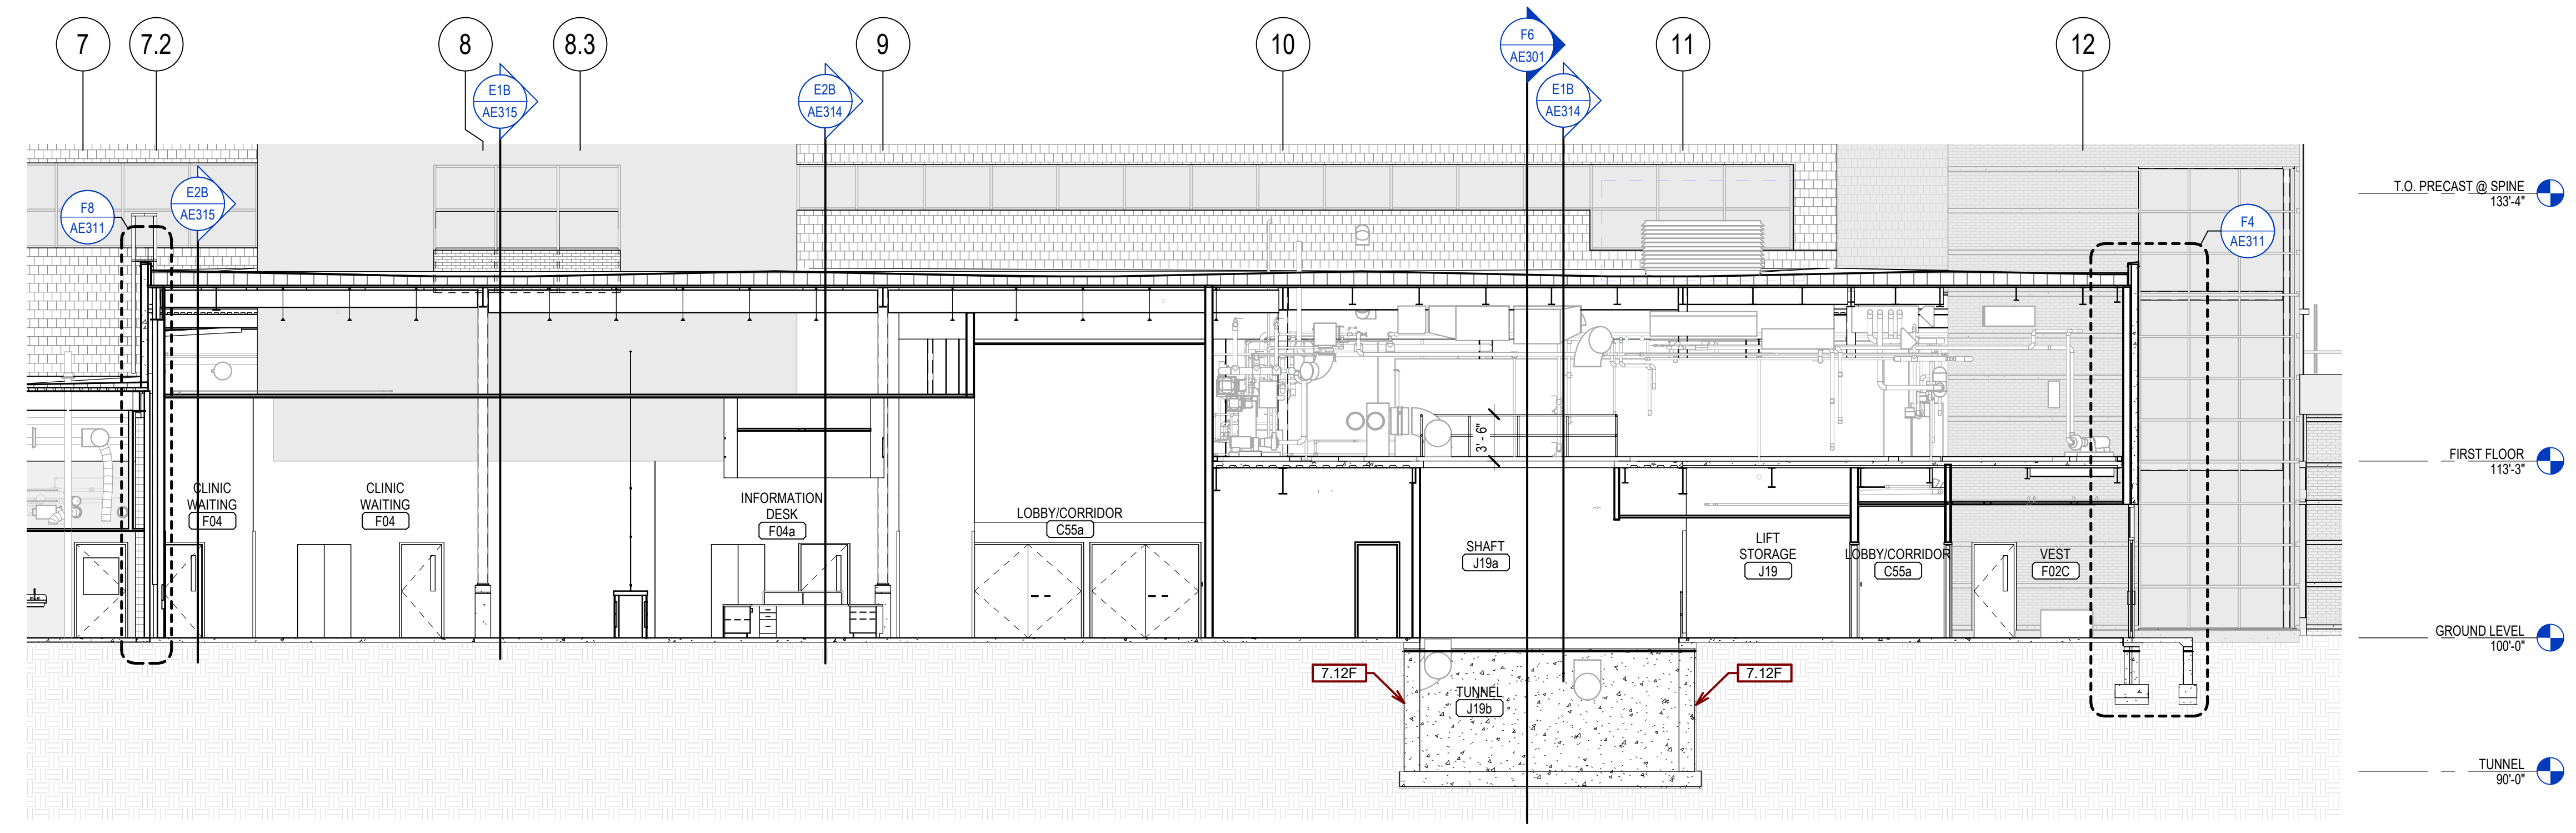 7
7.2
8
8.3
9
10
11
12
F6
AE301
E1B
AE315
E2B
AE314
E1B
AE314
E2B
AE315
F8
AE311
F4
AE311
T.O. PRECAST @ SPINE
133'-4"
FIRST FLOOR
113'-3"
GROUND LEVEL
100'-0"
TUNNEL
90'-0"
3' - 6"
CLINIC
WAITING
F04
CLINIC
WAITING
F04
INFORMATION
DESK
F04a
LOBBY/CORRIDOR
C55a
SHAFT
J19a
LIFT
STORAGE
J19
LOBBY/CORRIDOR
C55a
VEST
F02C
7.12F
7.12F
TUNNEL
J19b